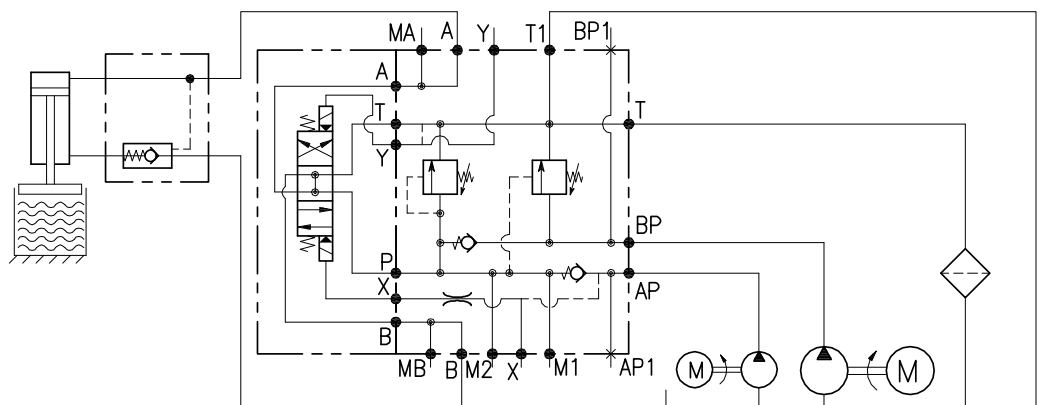 MA A Y T1 BP1
A
T T
Y
BP
P
X AP
B
MB B M2 X M1 AP1
M M